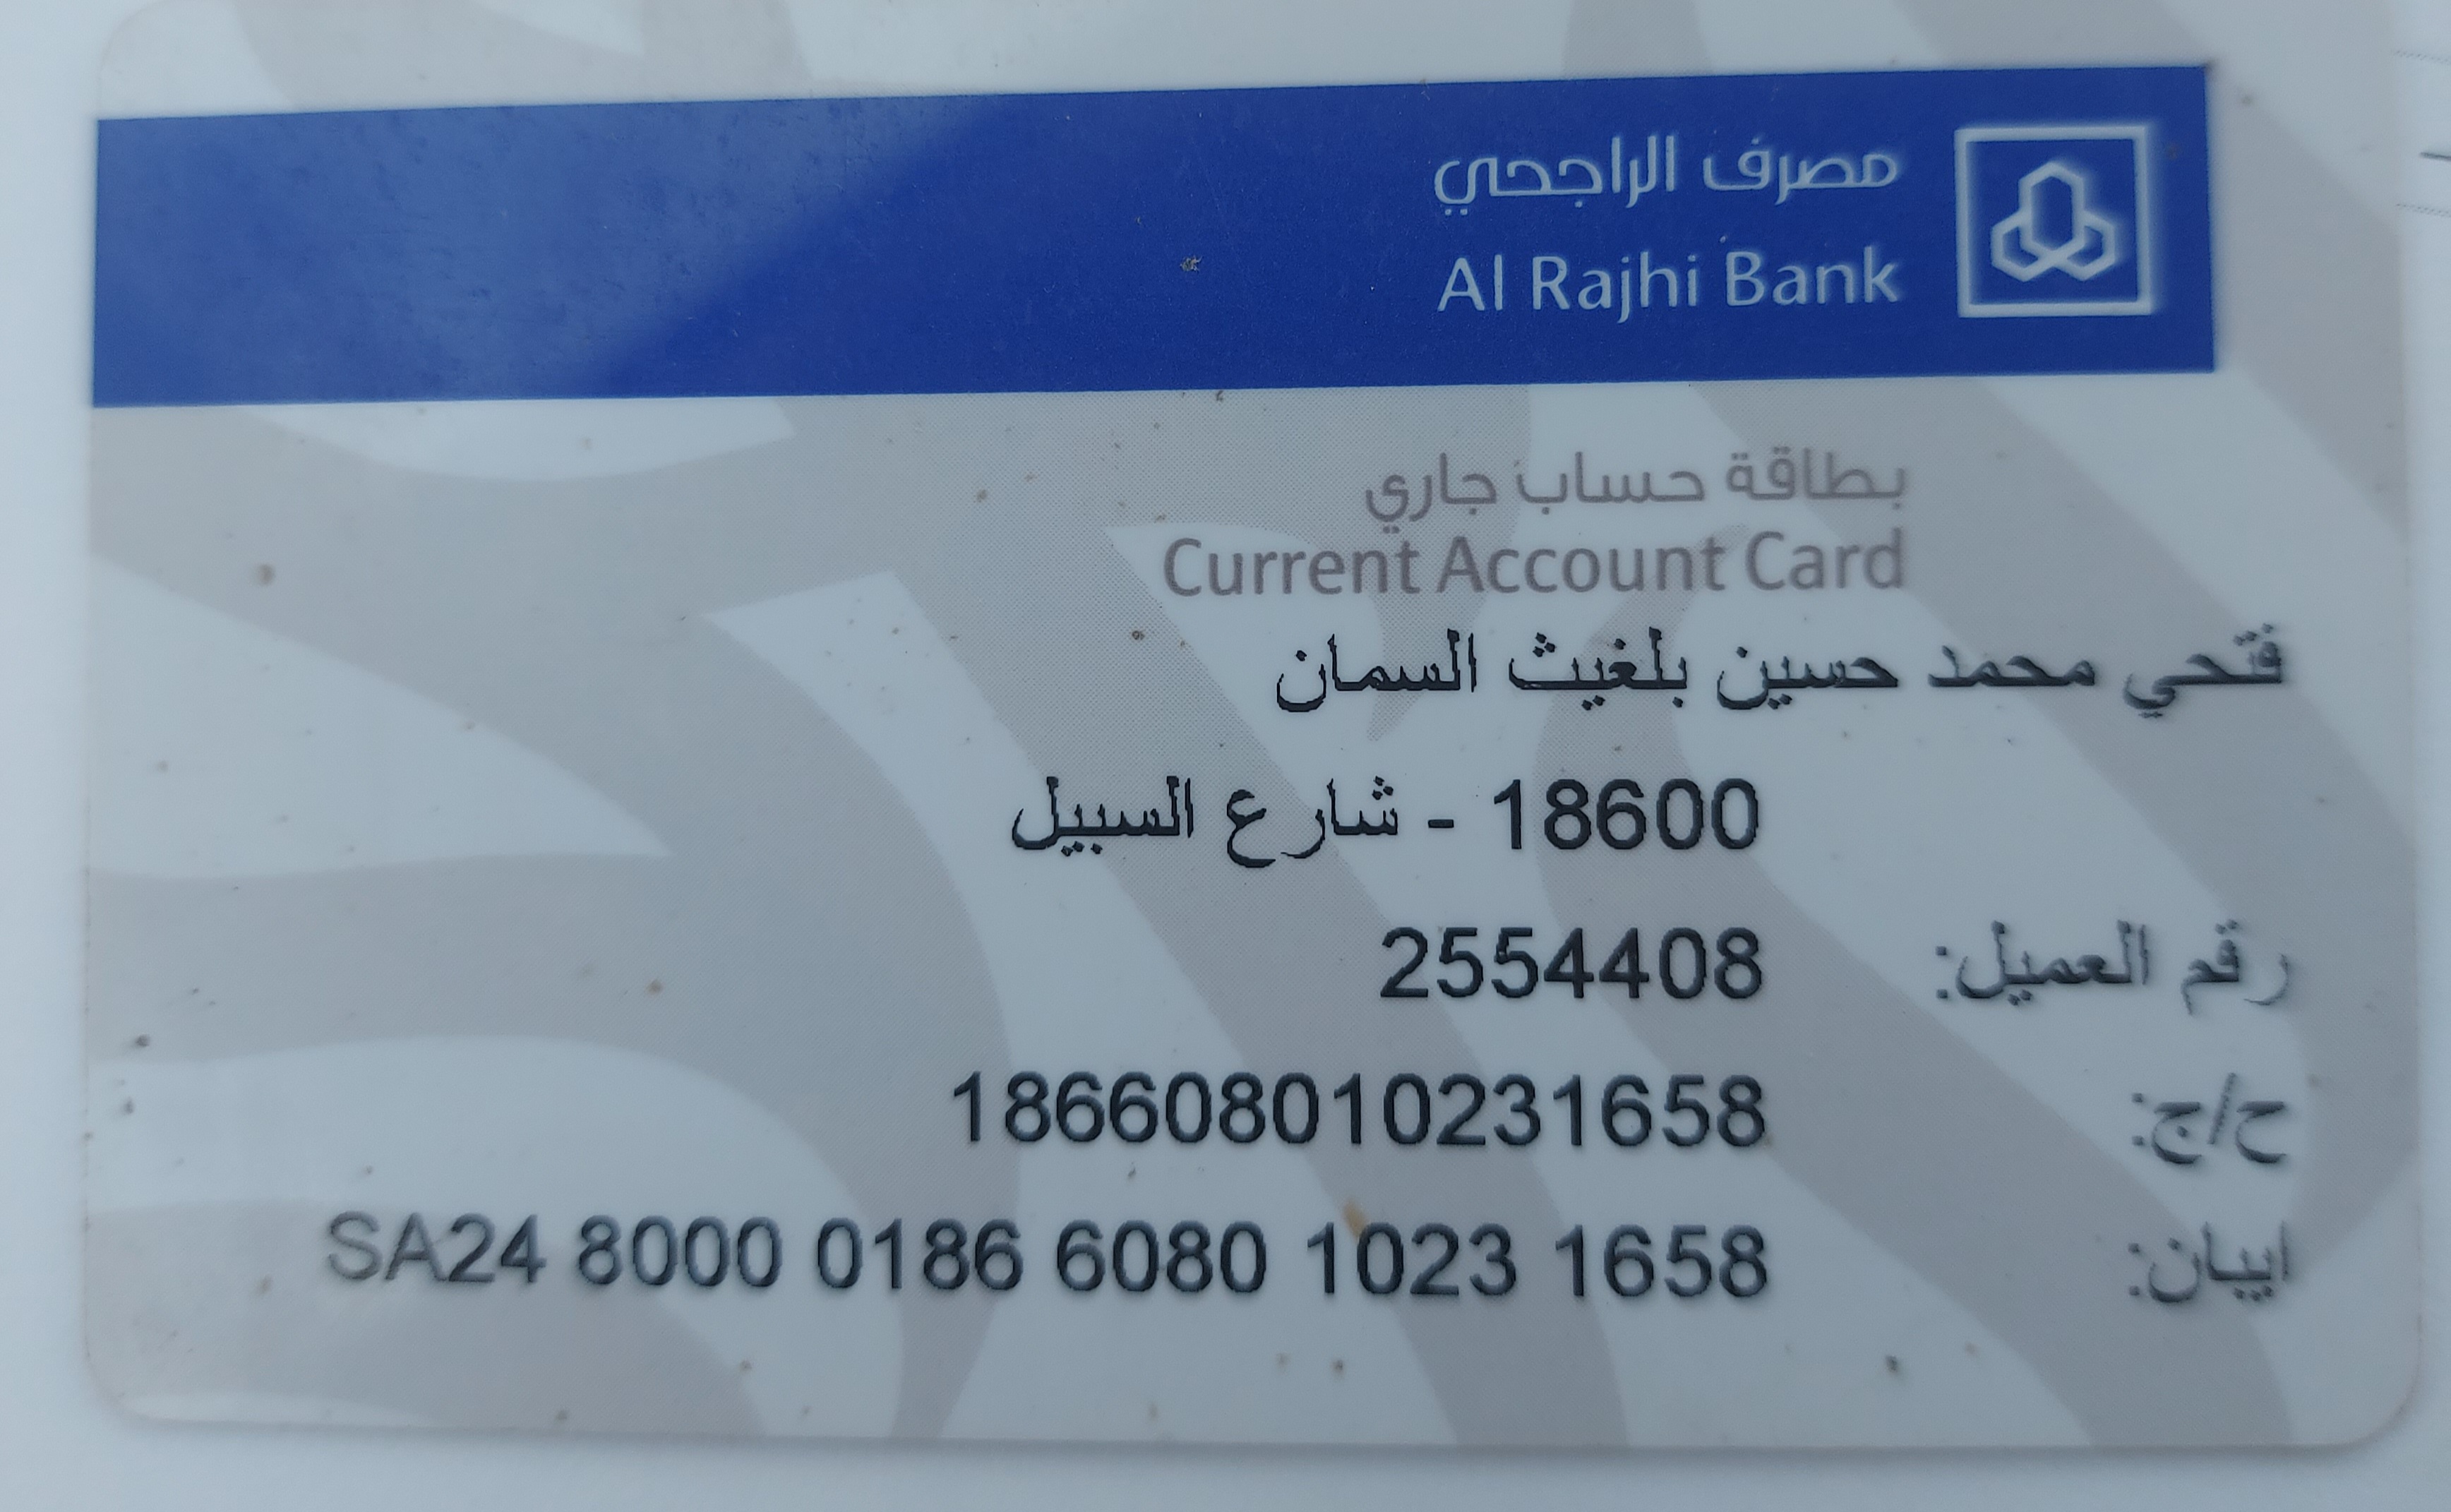 مصرف الراجحي
Al Rajhi Bank
بطاقة حساب جاري
Current Account Card
فتحي محمد حسين بلغيث السمان
18600 - شارع السبيل
رقم العميل: 2554408
ح/ج: 186608010231658
ايبان: SA24 8000 0186 6080 1023 1658